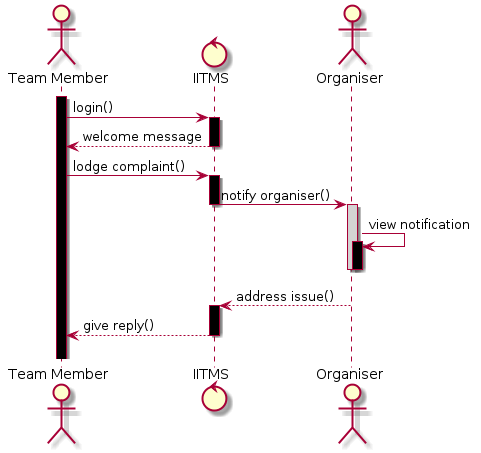 Team Member IITMS Organiser
login()
welcome message
lodge complaint()
notify organiser()
view notification
address issue()
give reply()
Team Member IITMS Organiser